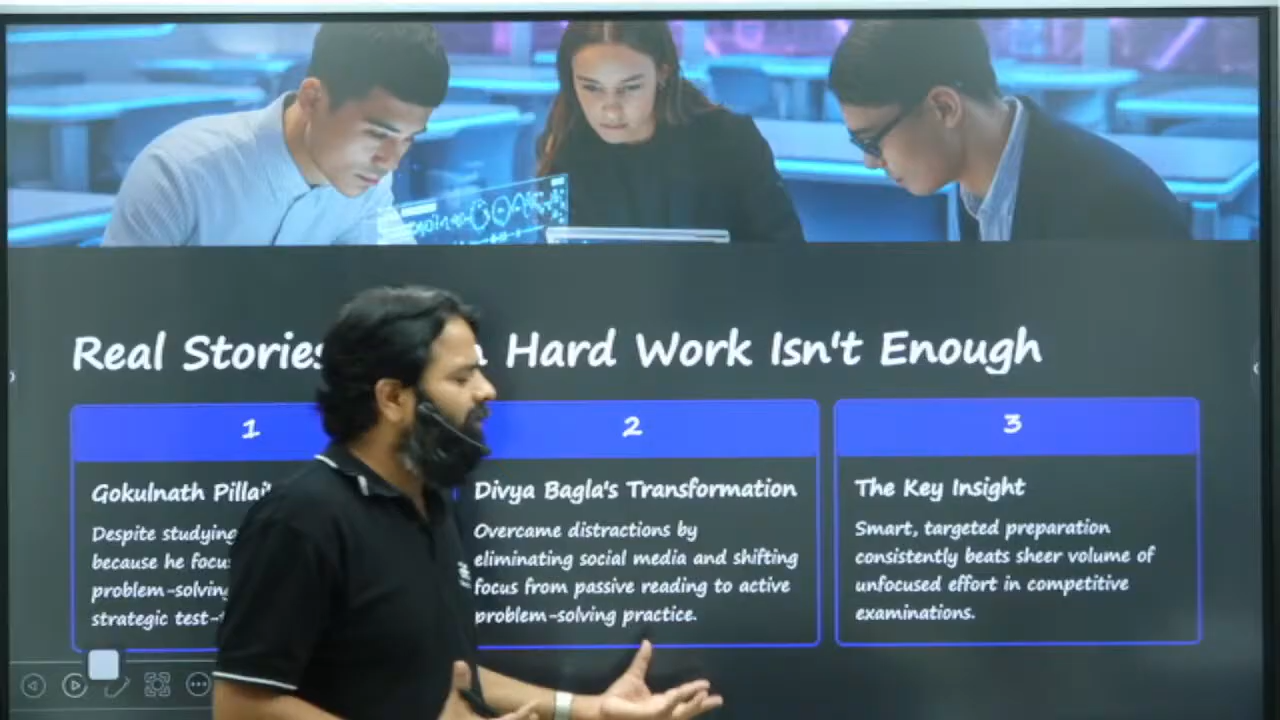 Real Stories Hard Work Isn't Enough
1
Gokulnath Pillai'
Despite studying
because he
problem-solving
strategic
2
Divya Bagla's Transformation
Overcame distractions by
eliminating social media and shifting
focus from passive reading to active
problem-solving practice.
3
The Key Insight
Smart, targeted preparation
consistently beats sheer volume of
unfocused effort in competitive
examinations.